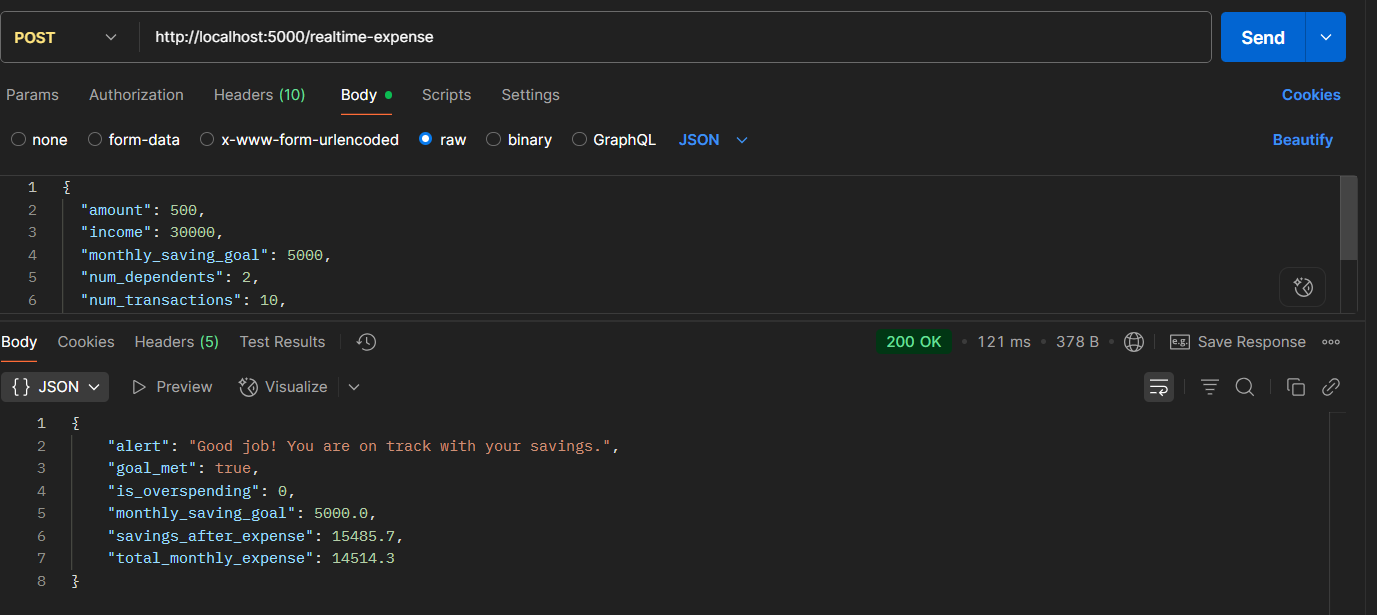 POST http://localhost:5000/realtime-expense Send
Params Authorization Headers (10) Body Scripts Settings Cookies
none form-data x-www-form-urlencoded raw binary GraphQL JSON Beautify
1 {
2 "amount": 500,
3 "income": 30000,
4 "monthly_saving_goal": 5000,
5 "num_dependents": 2,
6 "num_transactions": 10,
Body Cookies Headers (5) Test Results 200 OK • 121 ms • 378 B • e.g. Save Response
{} JSON Preview Visualize
1 {
2 "alert": "Good job! You are on track with your savings.",
3 "goal_met": true,
4 "is_overspending": 0,
5 "monthly_saving_goal": 5000.0,
6 "savings_after_expense": 15485.7,
7 "total_monthly_expense": 14514.3
8 }